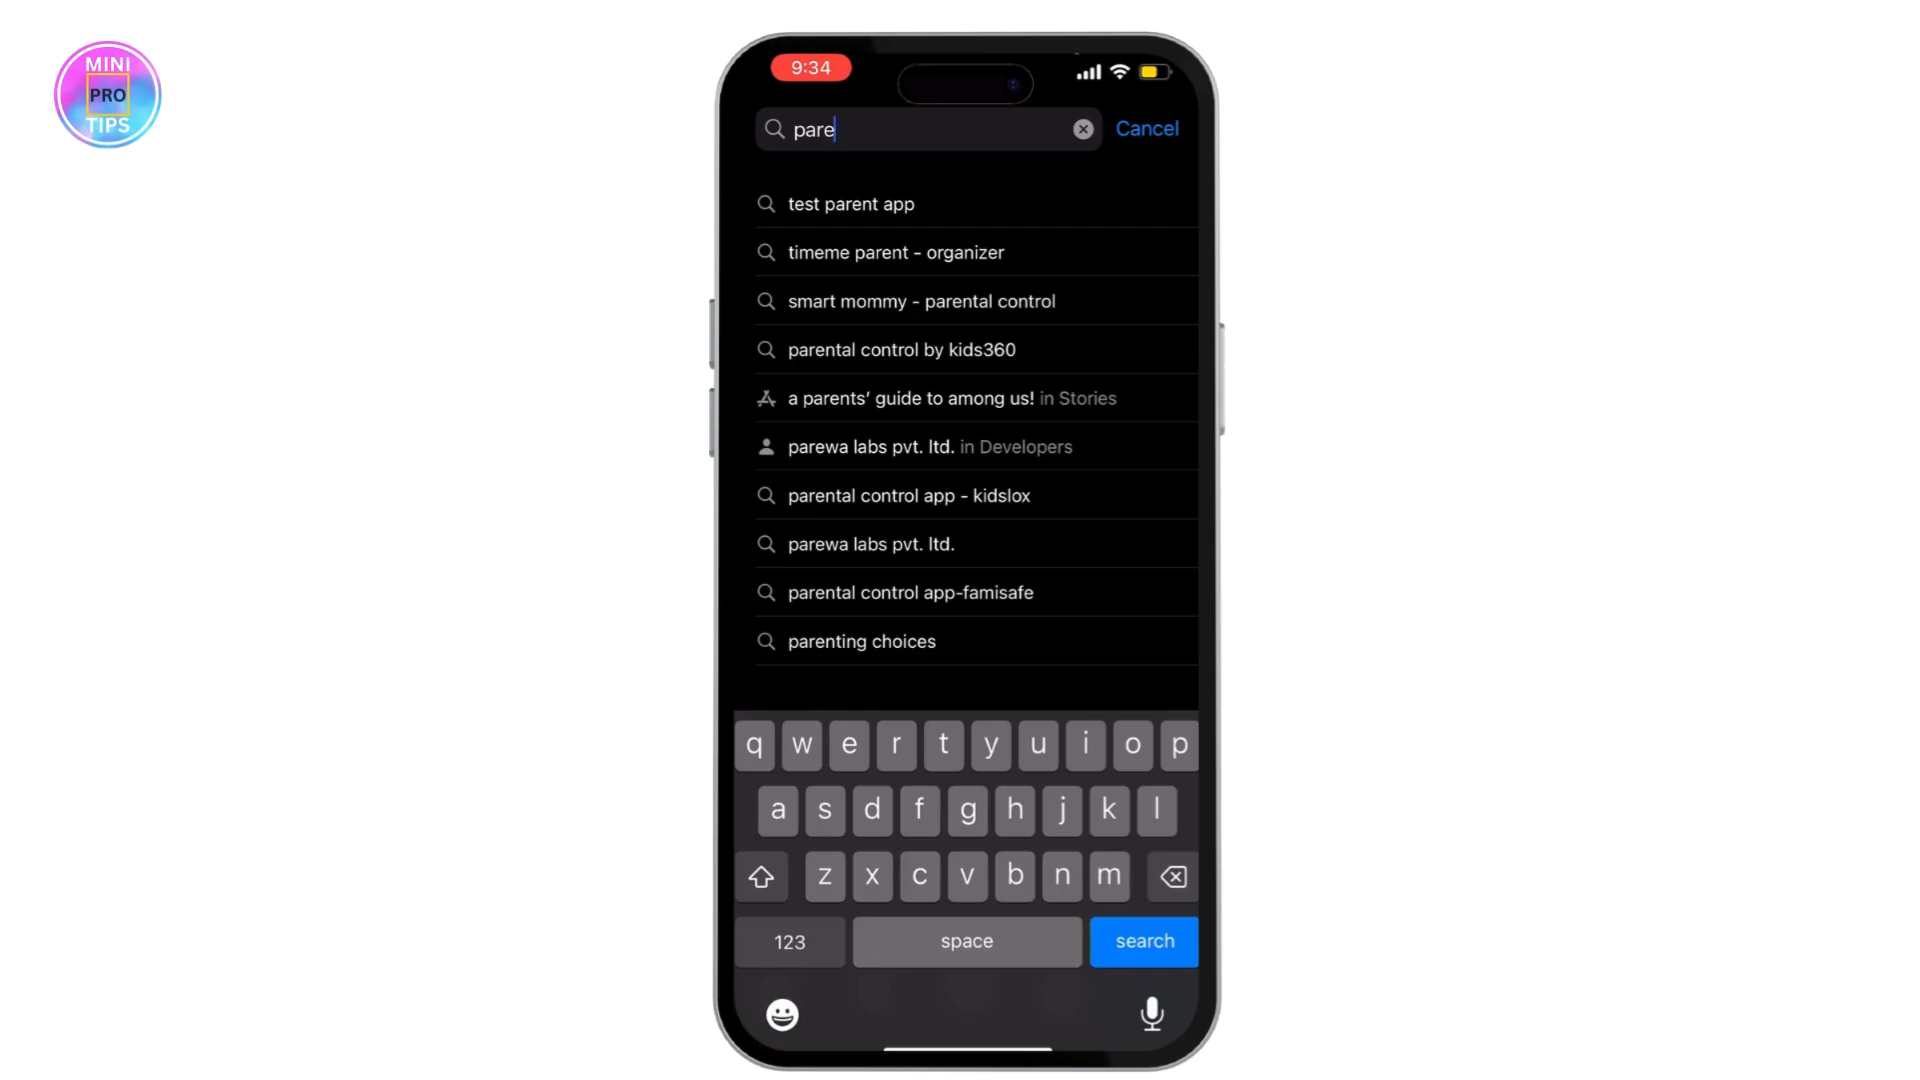 MINI
PRO
TIPS
9:34
pare
Cancel
test parent app
timeme parent - organizer
smart mommy - parental control
parental control by kids360
a parents’ guide to among us! in Stories
parewa labs pvt. ltd. in Developers
parental control app - kidslox
parewa labs pvt. ltd.
parental control app-famisafe
parenting choices
q w e r t y u i o p
a s d f g h j k l
z x c v b n m
123 space search